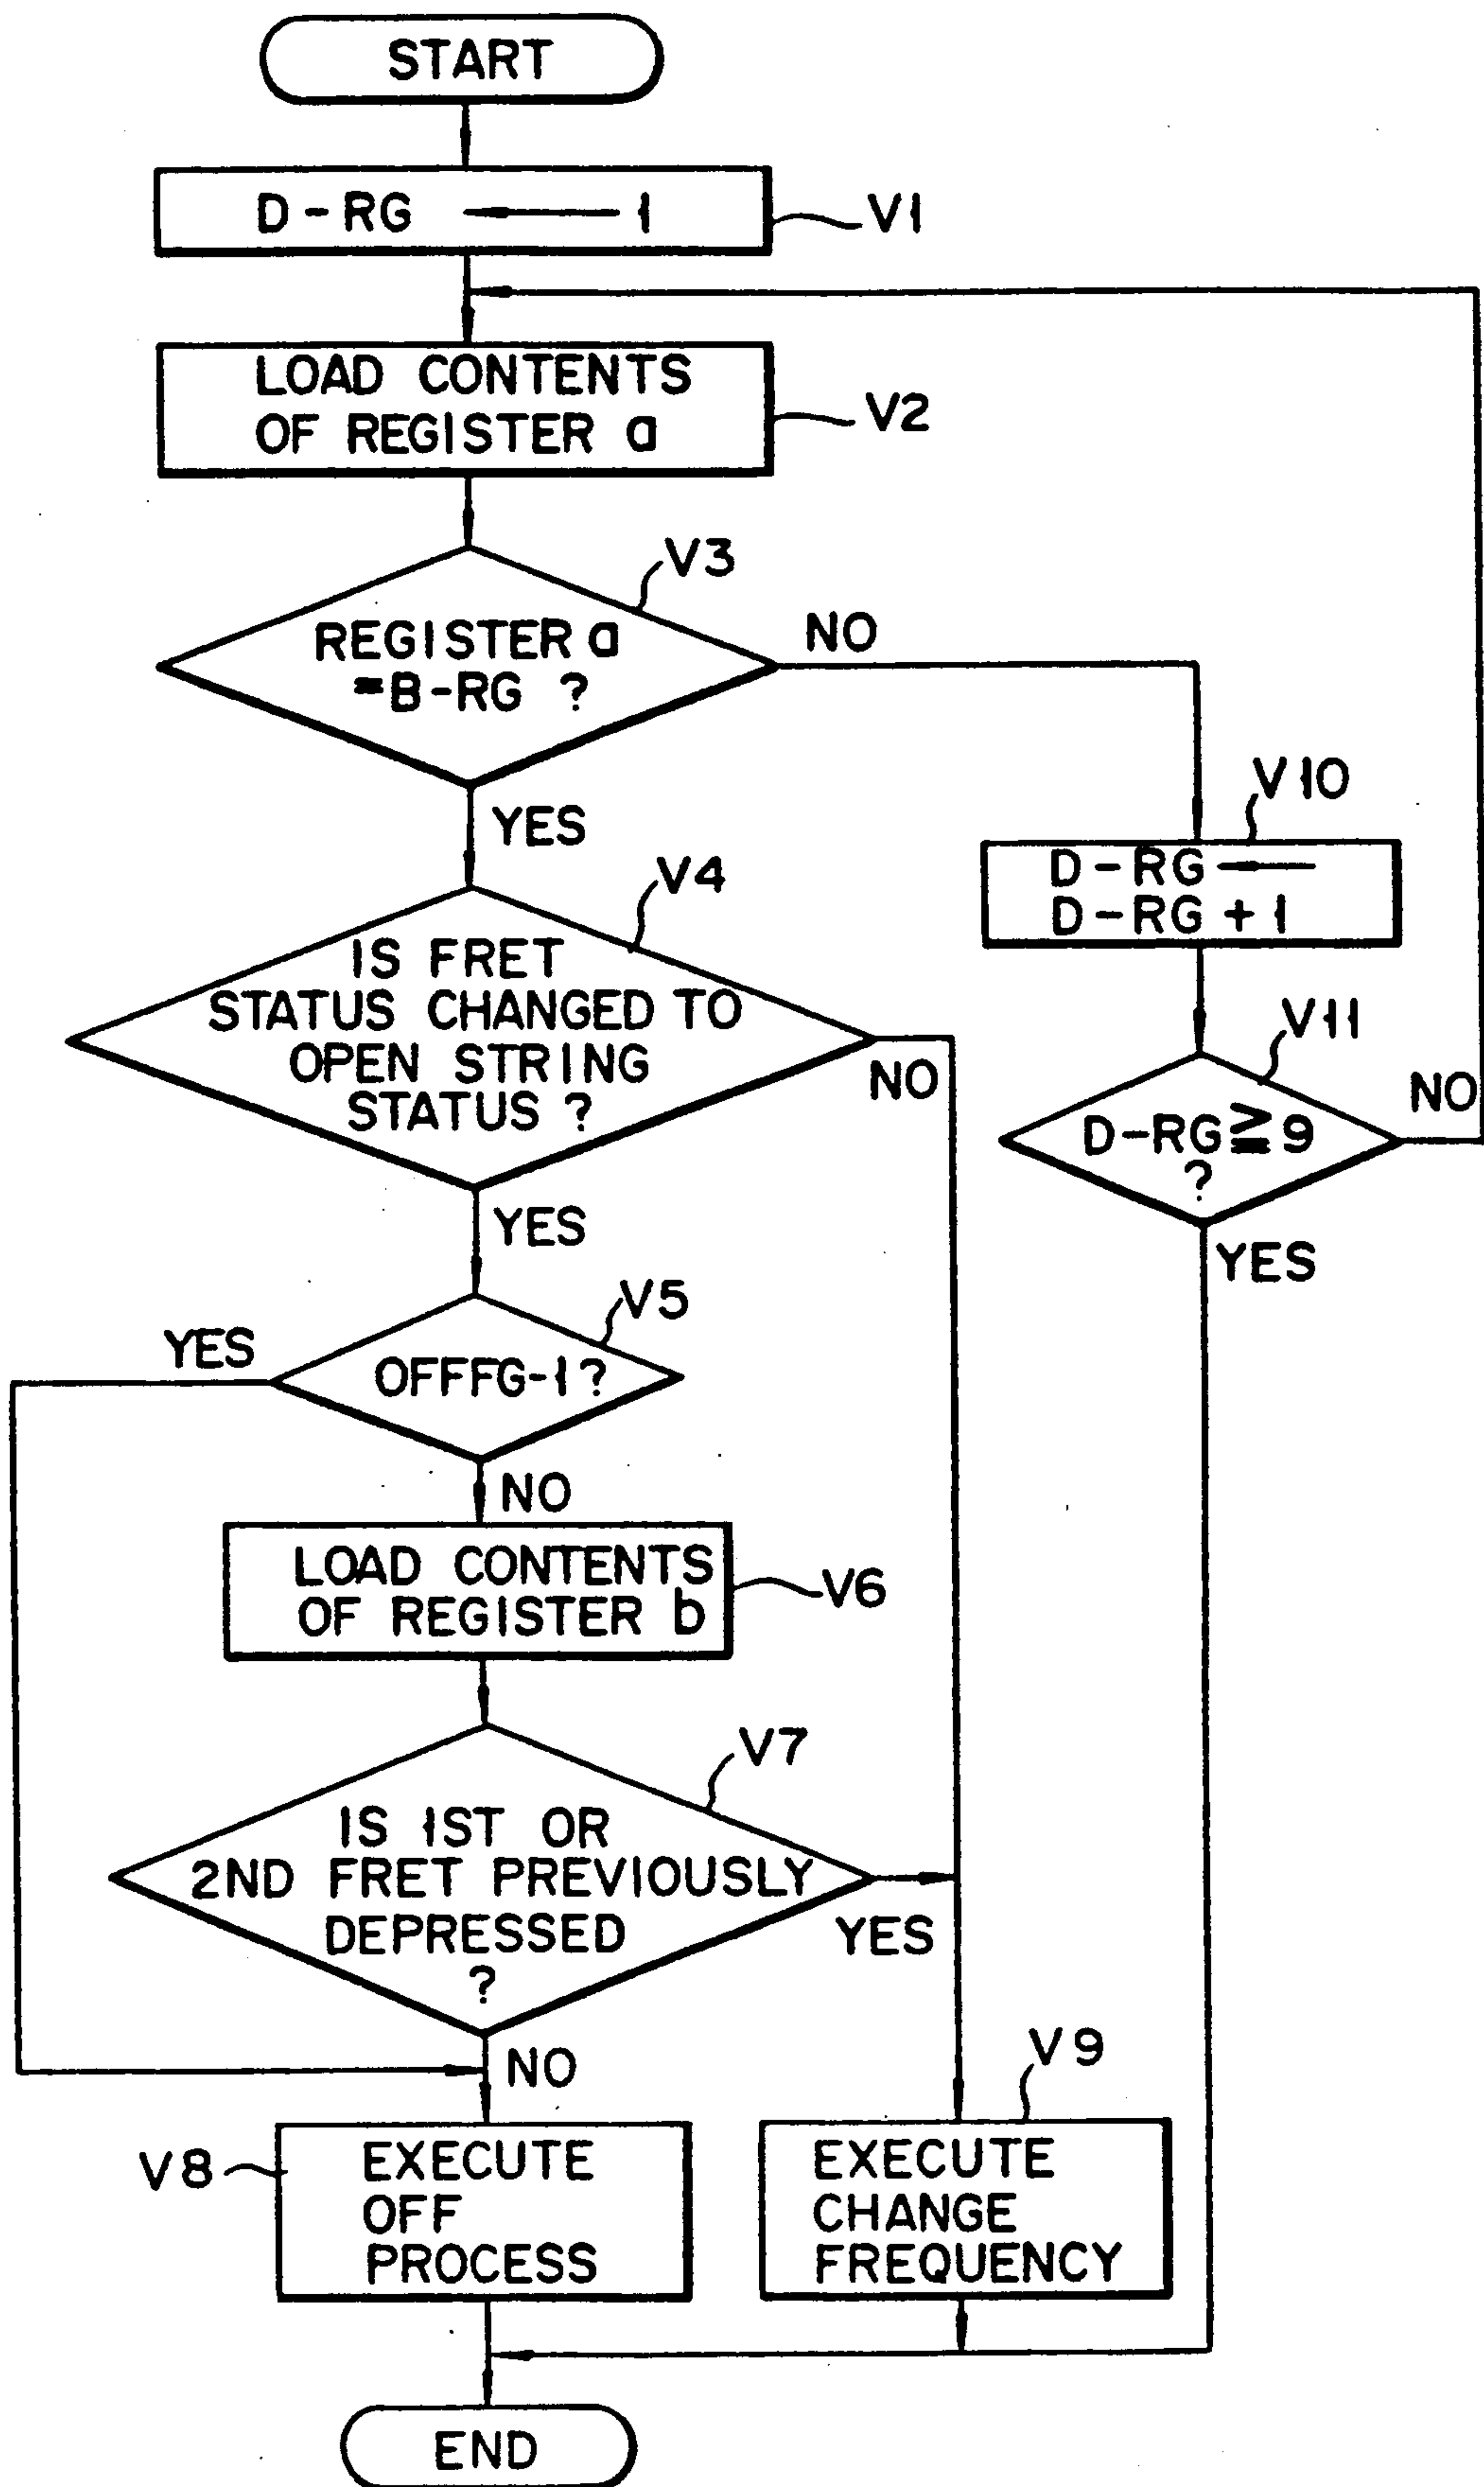 START
D-RG ← 1
V1
LOAD CONTENTS
OF REGISTER a
V2
V3
REGISTER a
=B-RG ?
NO
YES
V10
D-RG ←
D-RG + 1
V4
IS FRET
STATUS CHANGED TO
OPEN STRING
STATUS ?
NO
V11
D-RG ≧ 9
?
NO
YES
YES
V5
OFFFG-1?
YES
NO
LOAD CONTENTS
OF REGISTER b
V6
V7
IS 1ST OR
2ND FRET PREVIOUSLY
DEPRESSED
?
YES
NO
V8
EXECUTE
OFF
PROCESS
V9
EXECUTE
CHANGE
FREQUENCY
END